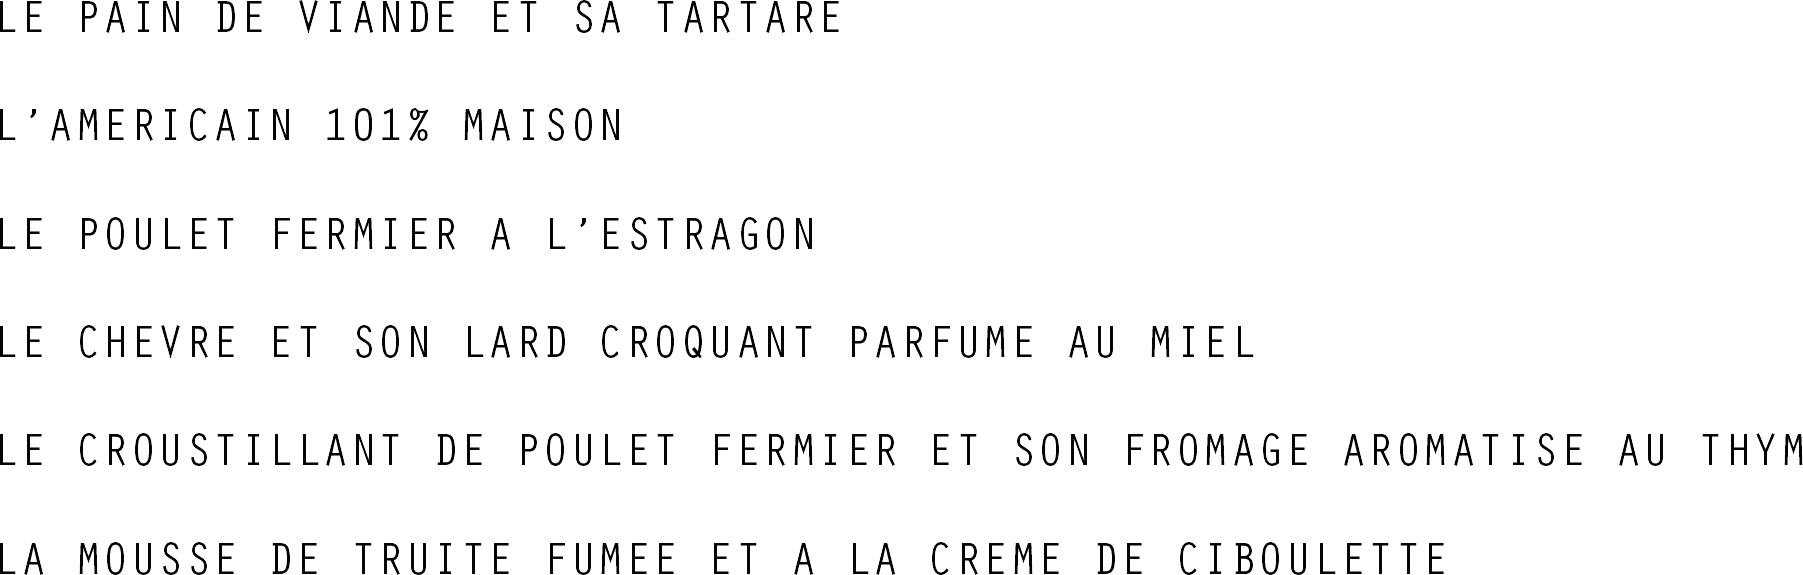 LE PAIN DE VIANDE ET SA TARTARE
L’AMERICAIN 101% MAISON
LE POULET FERMIER A L’ESTRAGON
LE CHEVRE ET SON LARD CROQUANT PARFUME AU MIEL
LE CROUSTILLANT DE POULET FERMIER ET SON FROMAGE AROMATISE AU THYM
LA MOUSSE DE TRUITE FUMEE ET A LA CREME DE CIBOULETTE